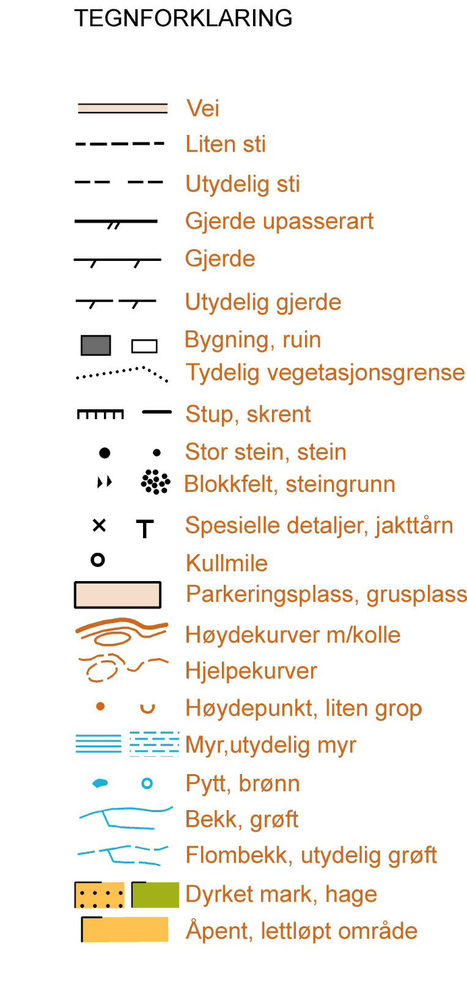 TEGNFORKLARING
Vei
Liten sti
Utydelig sti
Gjerde upasserart
Gjerde
Utydelig gjerde
Bygning, ruin
Tydelig vegetasjonsgrense
Stup, skrent
Stor stein, stein
Blokkfelt, steingrunn
Spesielle detaljer, jakttårn
Kullmile
Parkeringsplass, grusplass
Høydekurver m/kolle
Hjelpekurver
Høydepunkt, liten grop
Myr,utydelig myr
Pytt, brønn
Bekk, grøft
Flombekk, utydelig grøft
Dyrket mark, hage
Åpent, lettløpt område